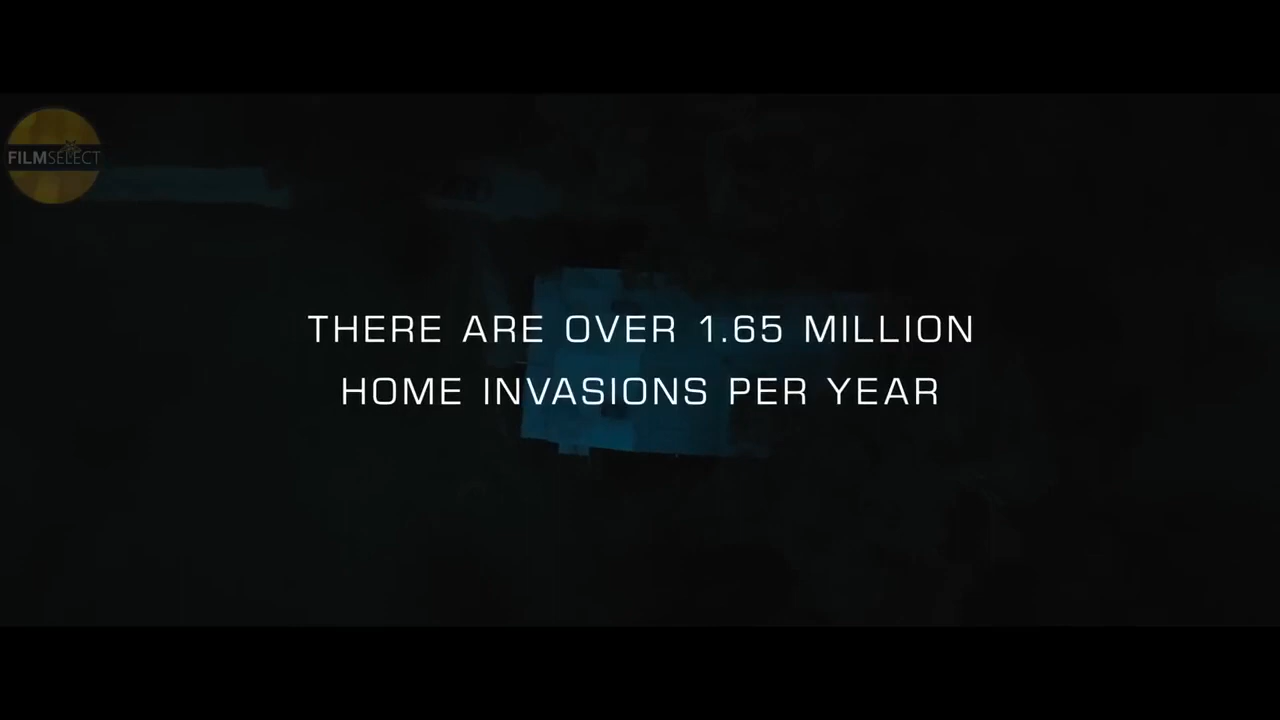 FILMSELECT
THERE ARE OVER 1.65 MILLION
HOME INVASIONS PER YEAR